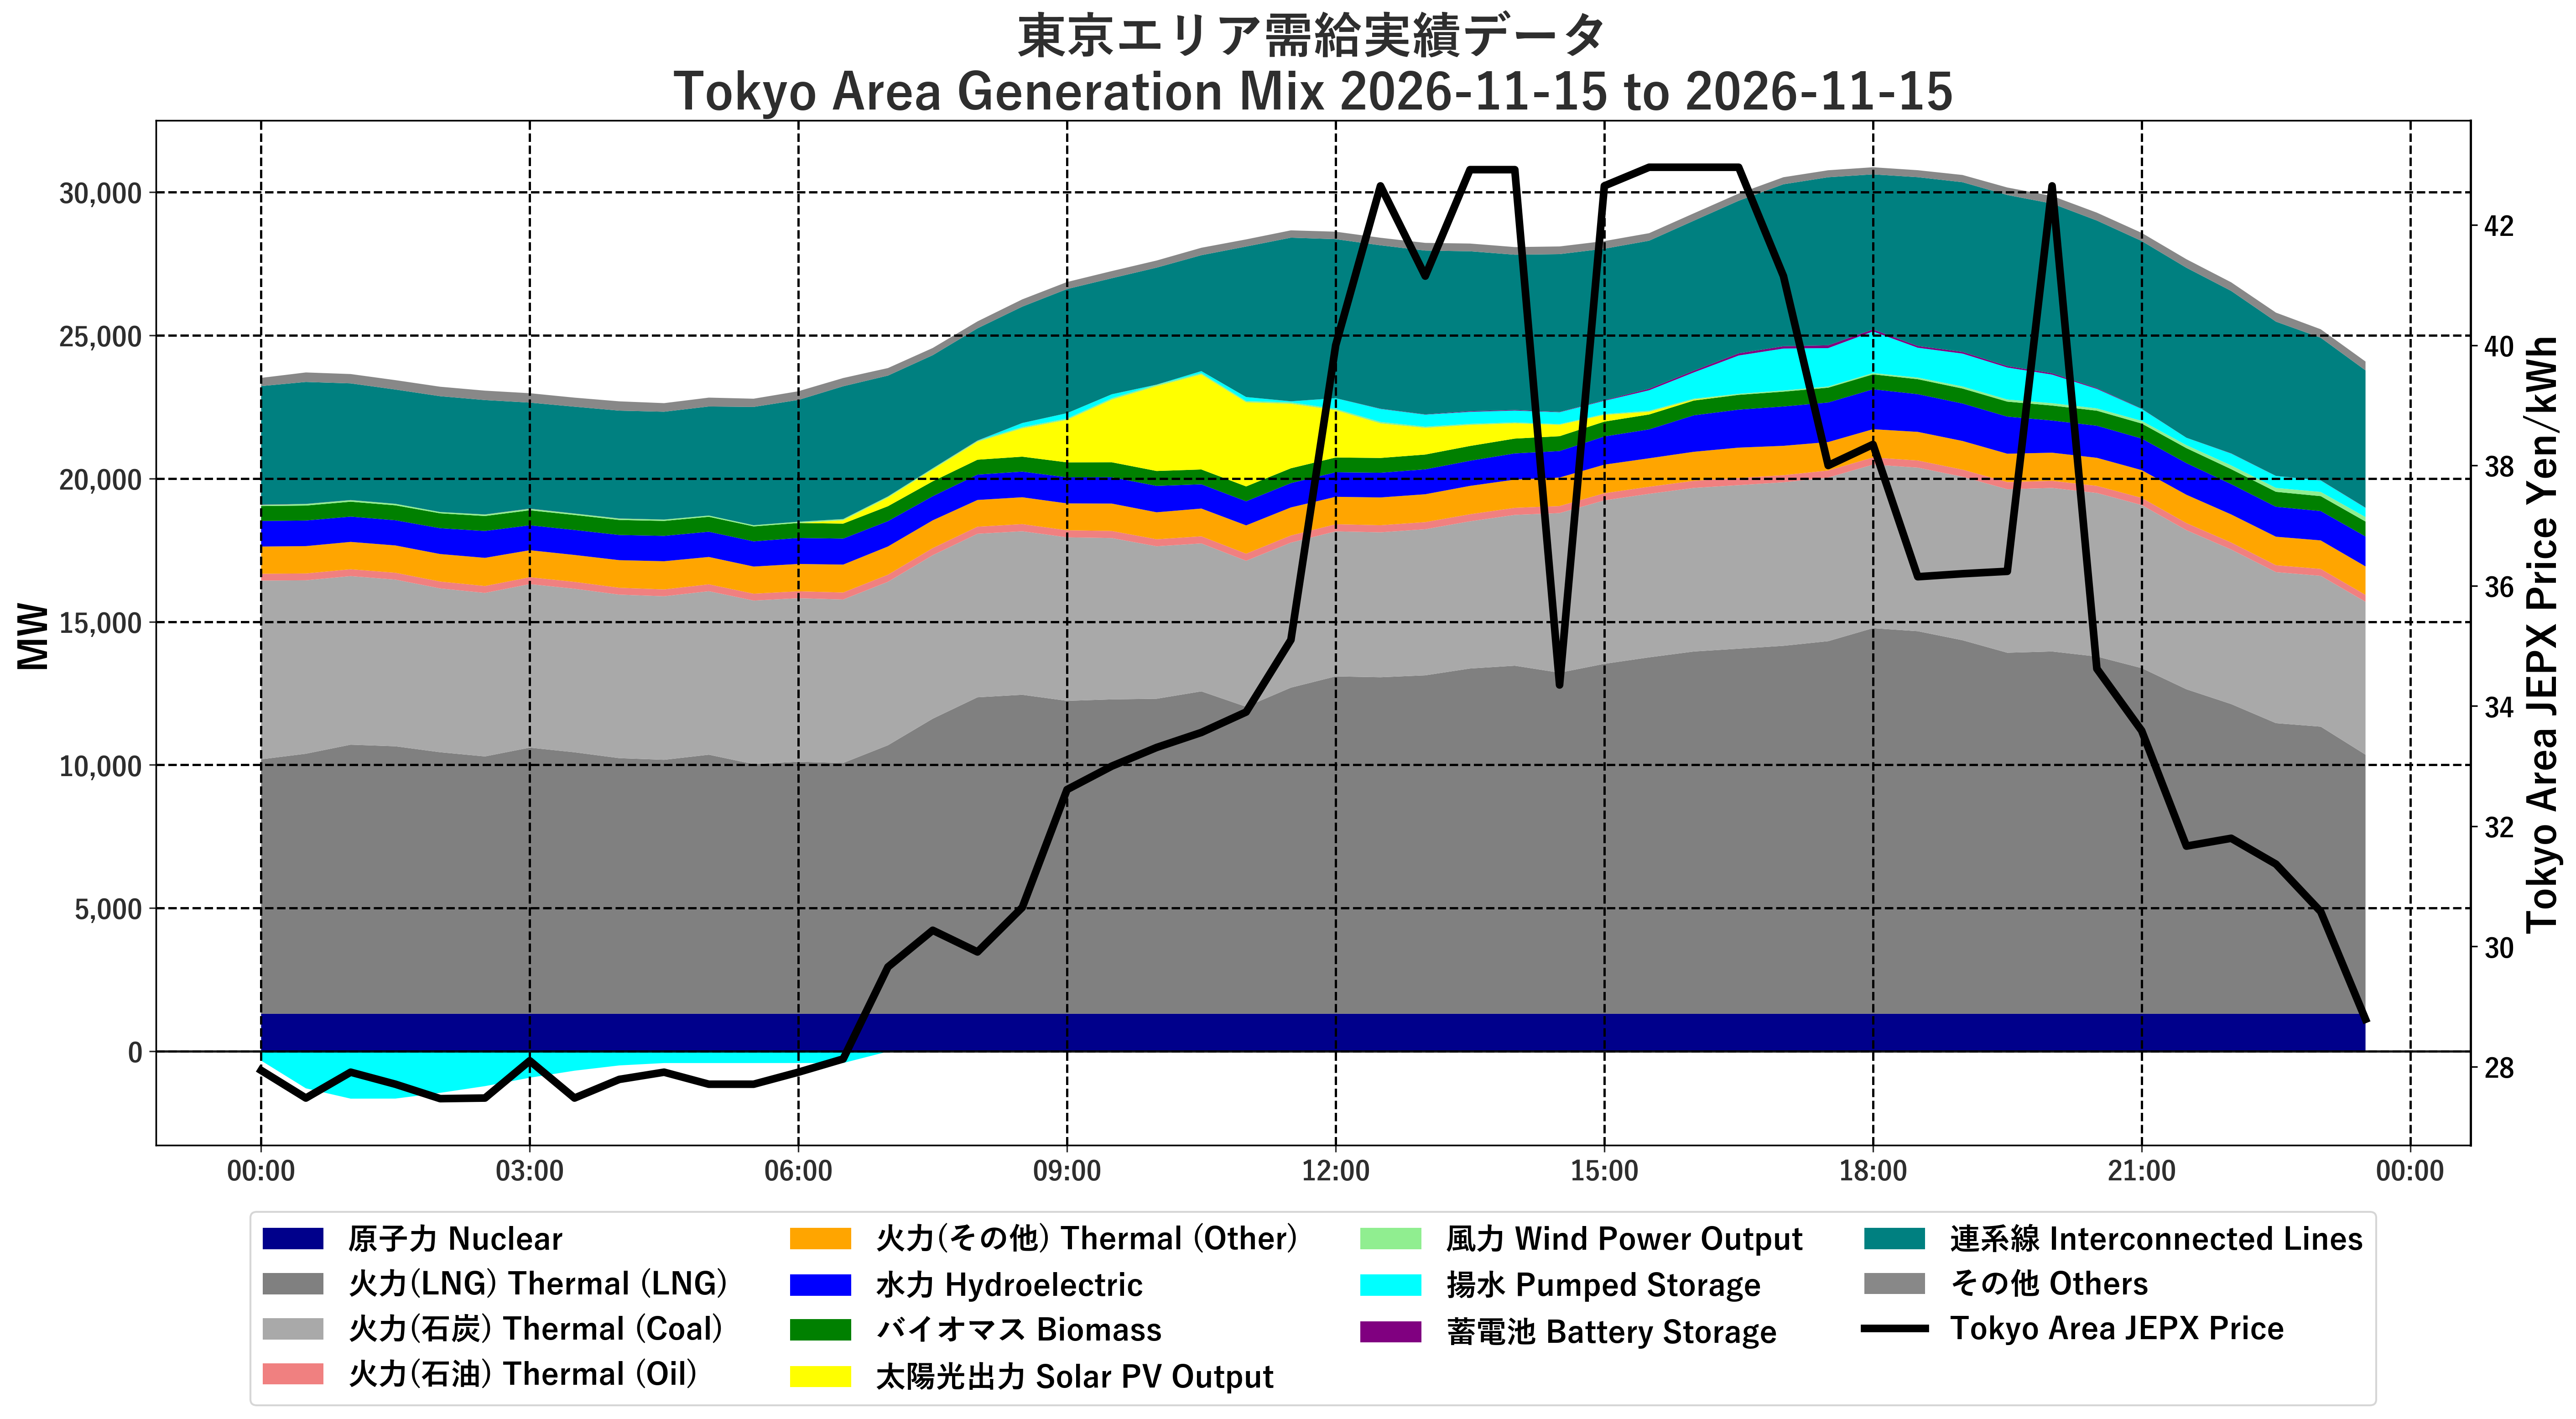 東京エリア需給実績データ
Tokyo Area Generation Mix 2026-11-15 to 2026-11-15
MW
30,000
25,000
20,000
15,000
10,000
5,000
0
42
40
38
36
34
32
30
28
Tokyo Area JEPX Price Yen/kWh
00:00 03:00 06:00 09:00 12:00 15:00 18:00 21:00 00:00
原子力 Nuclear
火力(LNG) Thermal (LNG)
火力(石炭) Thermal (Coal)
火力(石油) Thermal (Oil)
火力(その他) Thermal (Other)
水力 Hydroelectric
バイオマス Biomass
太陽光出力 Solar PV Output
風力 Wind Power Output
揚水 Pumped Storage
蓄電池 Battery Storage
連系線 Interconnected Lines
その他 Others
Tokyo Area JEPX Price